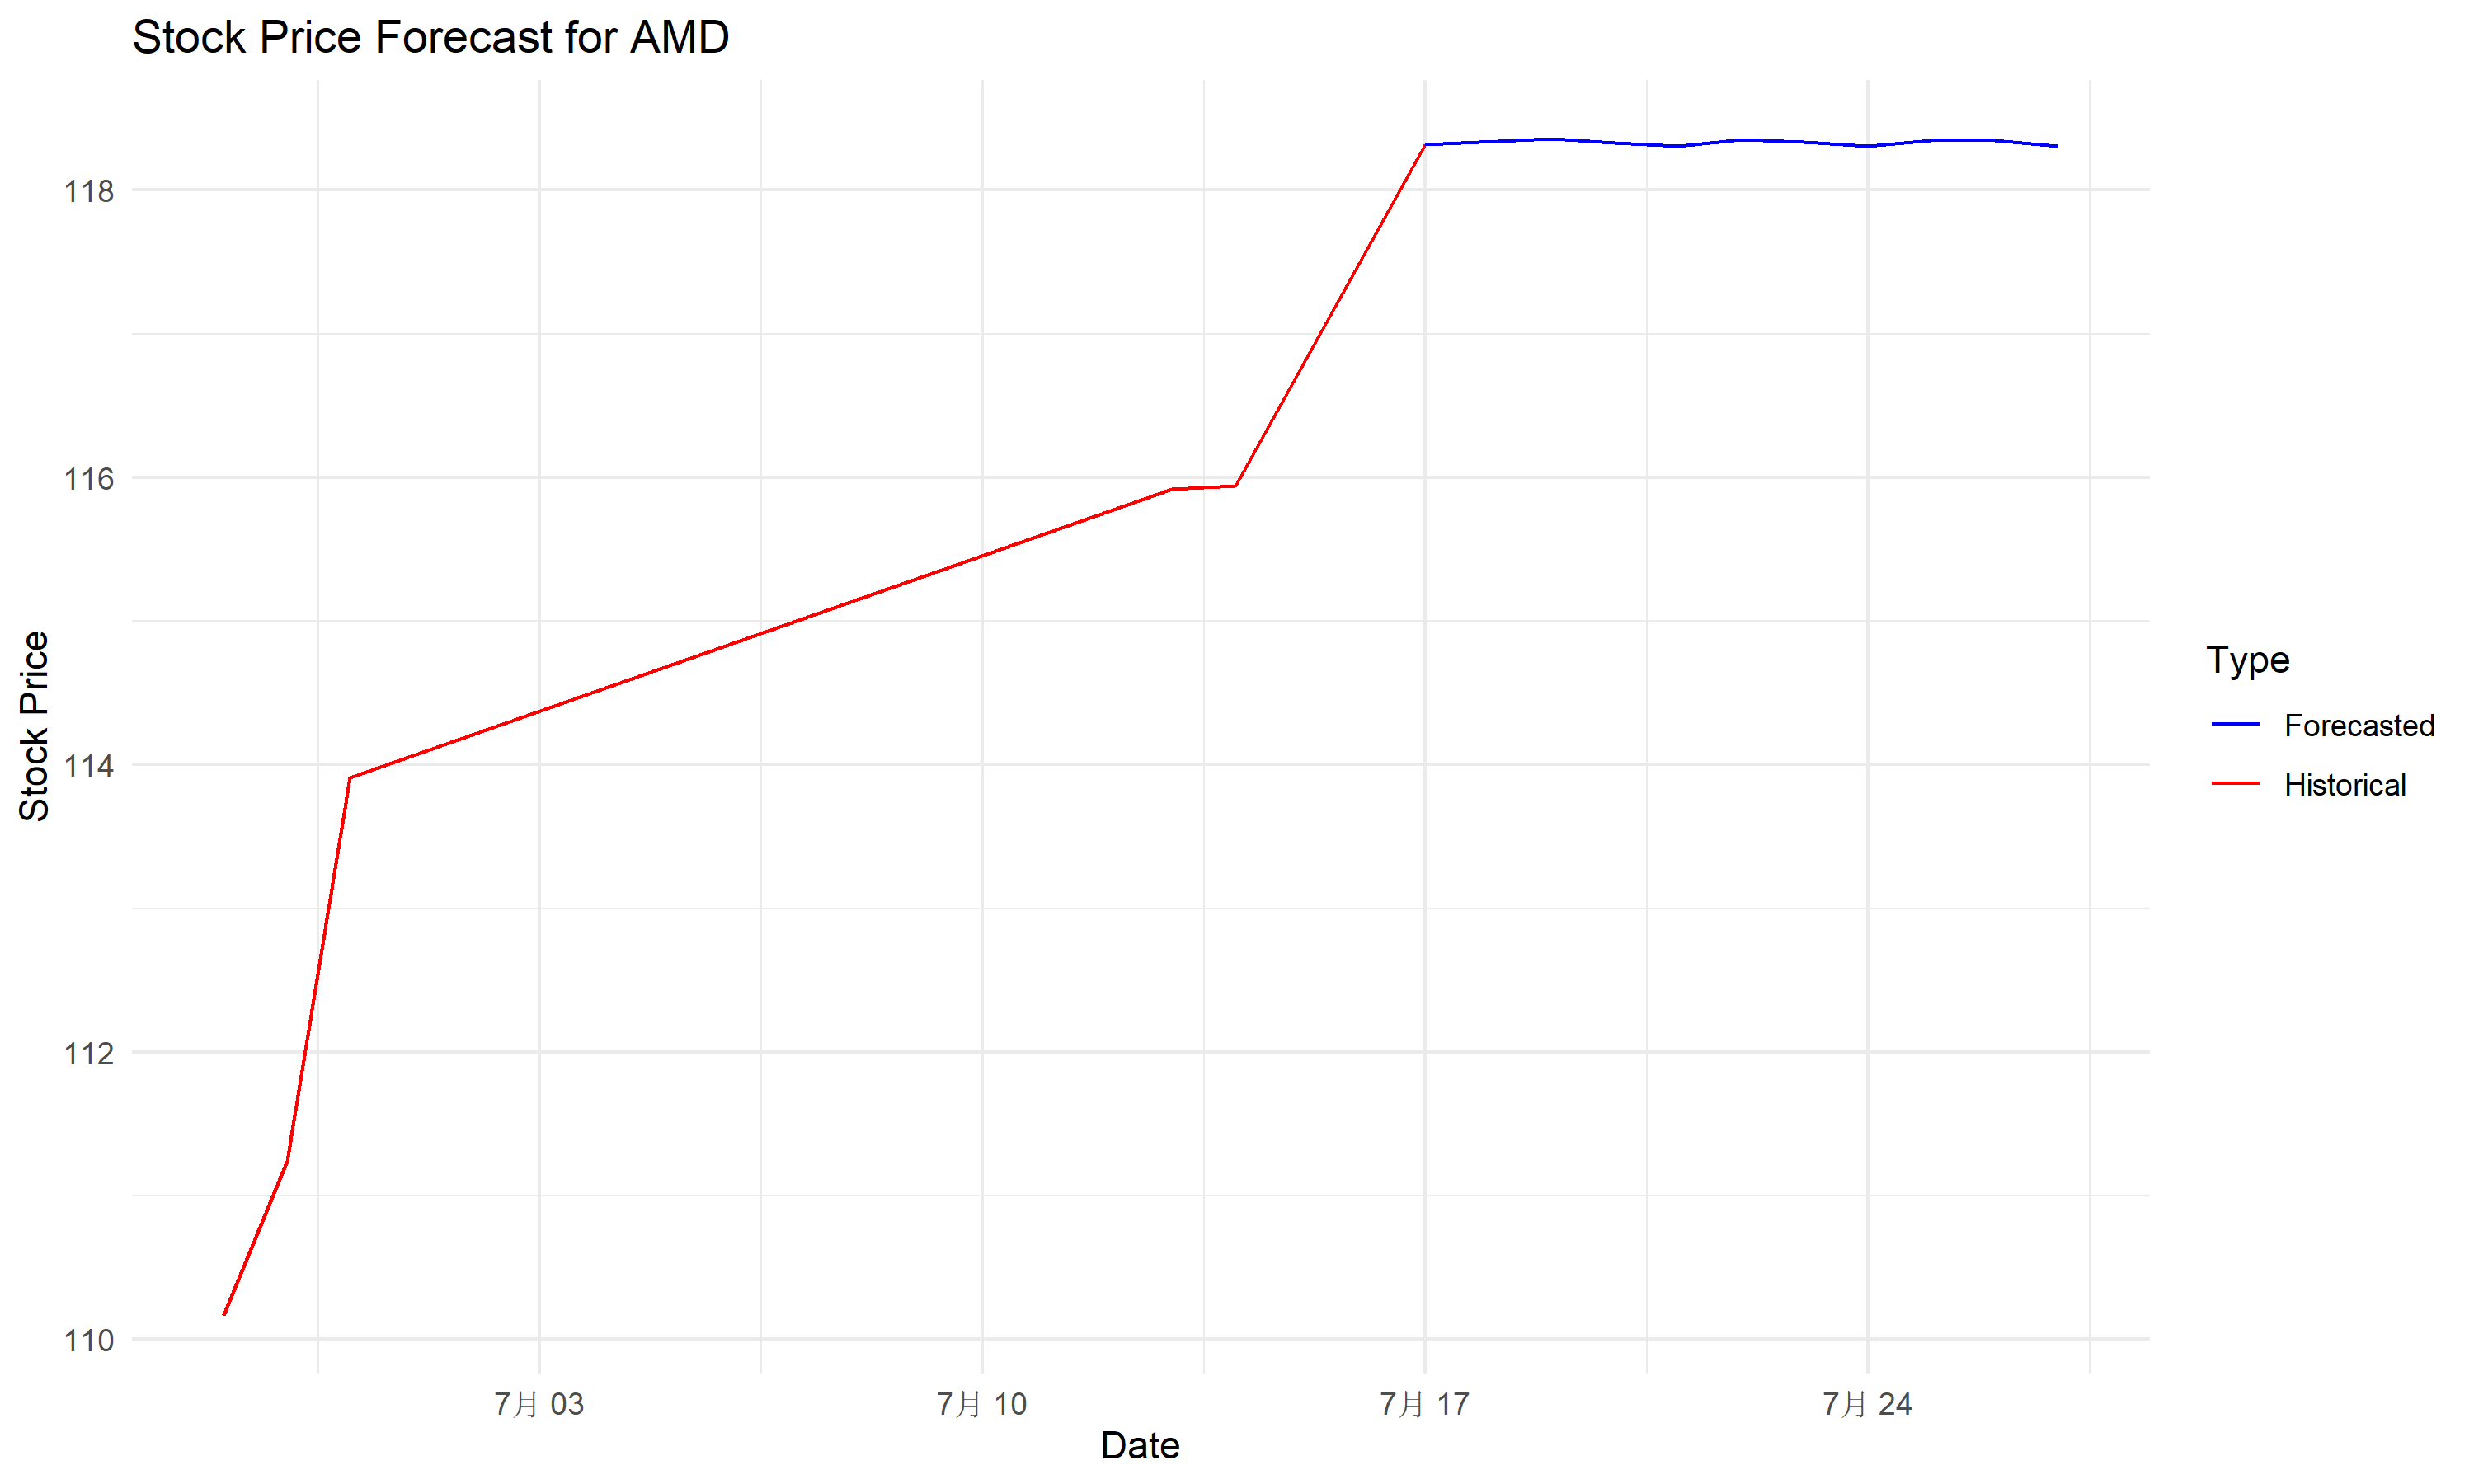 Stock Price Forecast for AMD
Stock Price
118
116
114
112
110
7月 03
7月 10
7月 17
7月 24
Date
Type
Forecasted
Historical